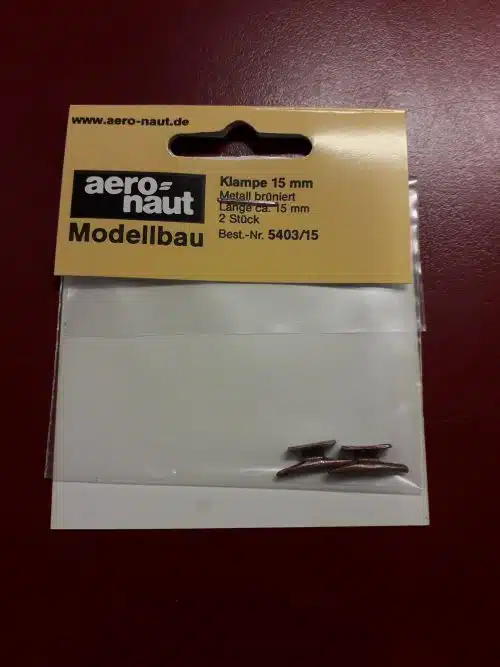 www.aero-naut.de
aero=
naut
Modellbau
Klampe 15 mm
Metall brüniert
Länge ca. 15 mm
2 Stück
Best.-Nr. 5403/15